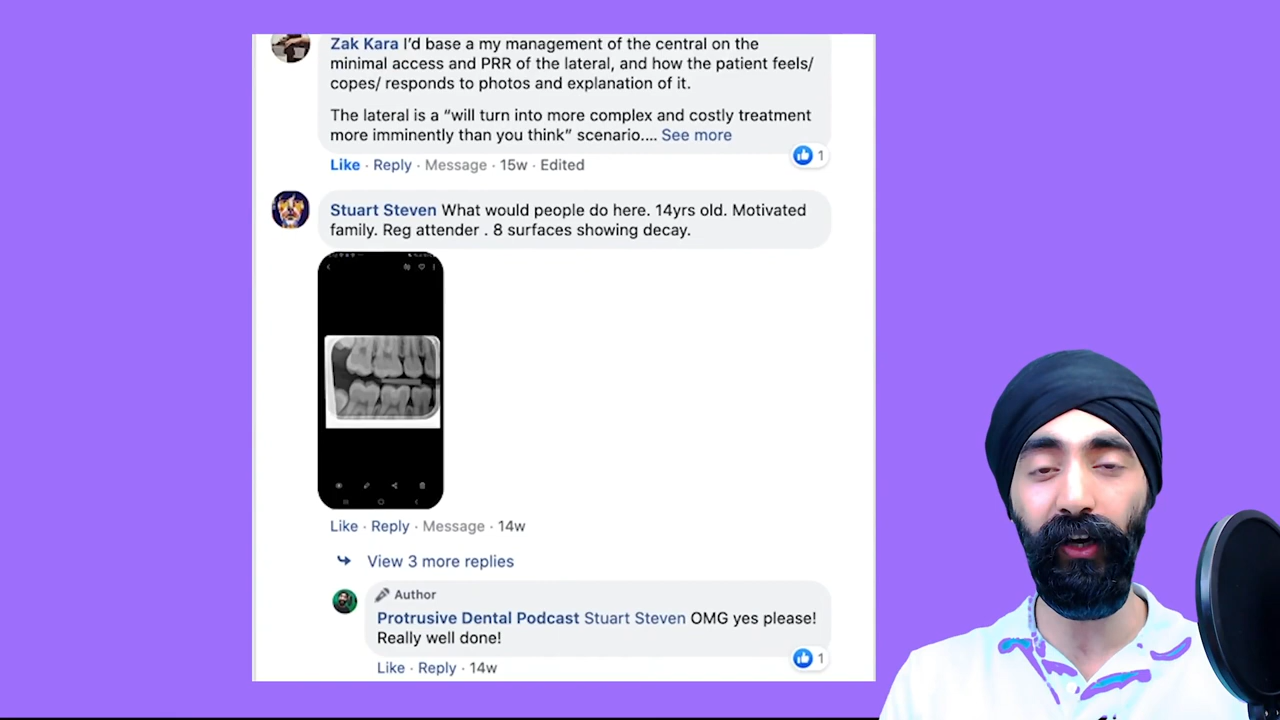 Zak Kara I'd base a my management of the central on the
minimal access and PRR of the lateral, and how the patient feels/
copes/ responds to photos and explanation of it.
The lateral is a “will turn into more complex and costly treatment
more imminently than you think” scenario.... See more
1
Like · Reply · Message · 15w · Edited
Stuart Steven What would people do here. 14yrs old. Motivated
family. Reg attender . 8 surfaces showing decay.
Like · Reply · Message · 14w
View 3 more replies
Author
Protrusive Dental Podcast Stuart Steven OMG yes please!
Really well done!
1
Like · Reply · 14w